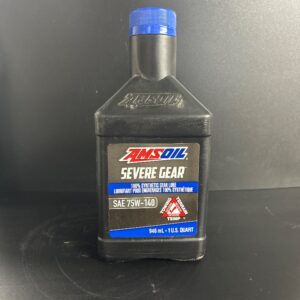 AMSOIL
SEVERE GEAR
100% SYNTHETIC GEAR LUBE
LUBRIFIANT POUR ENGRENAGES 100% SYNTHÉTIQUE
SAE 75W-140
TEMP
946 mL • 1 U.S. QUART